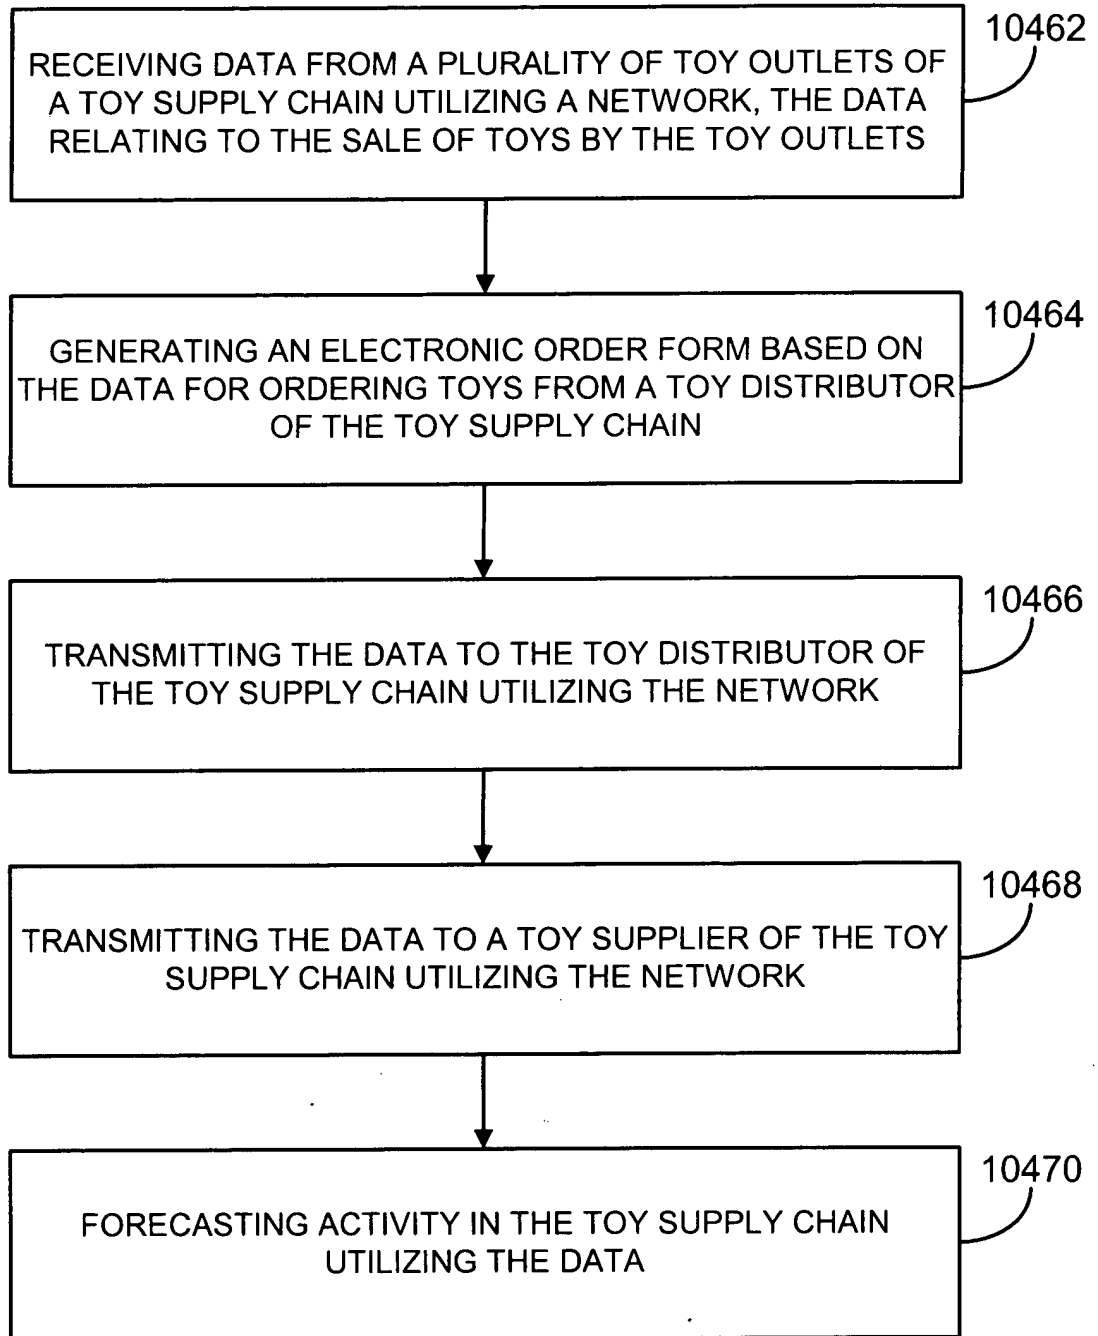 10462
RECEIVING DATA FROM A PLURALITY OF TOY OUTLETS OF
A TOY SUPPLY CHAIN UTILIZING A NETWORK, THE DATA
RELATING TO THE SALE OF TOYS BY THE TOY OUTLETS
10464
GENERATING AN ELECTRONIC ORDER FORM BASED ON
THE DATA FOR ORDERING TOYS FROM A TOY DISTRIBUTOR
OF THE TOY SUPPLY CHAIN
10466
TRANSMITTING THE DATA TO THE TOY DISTRIBUTOR OF
THE TOY SUPPLY CHAIN UTILIZING THE NETWORK
10468
TRANSMITTING THE DATA TO A TOY SUPPLIER OF THE TOY
SUPPLY CHAIN UTILIZING THE NETWORK
10470
FORECASTING ACTIVITY IN THE TOY SUPPLY CHAIN
UTILIZING THE DATA